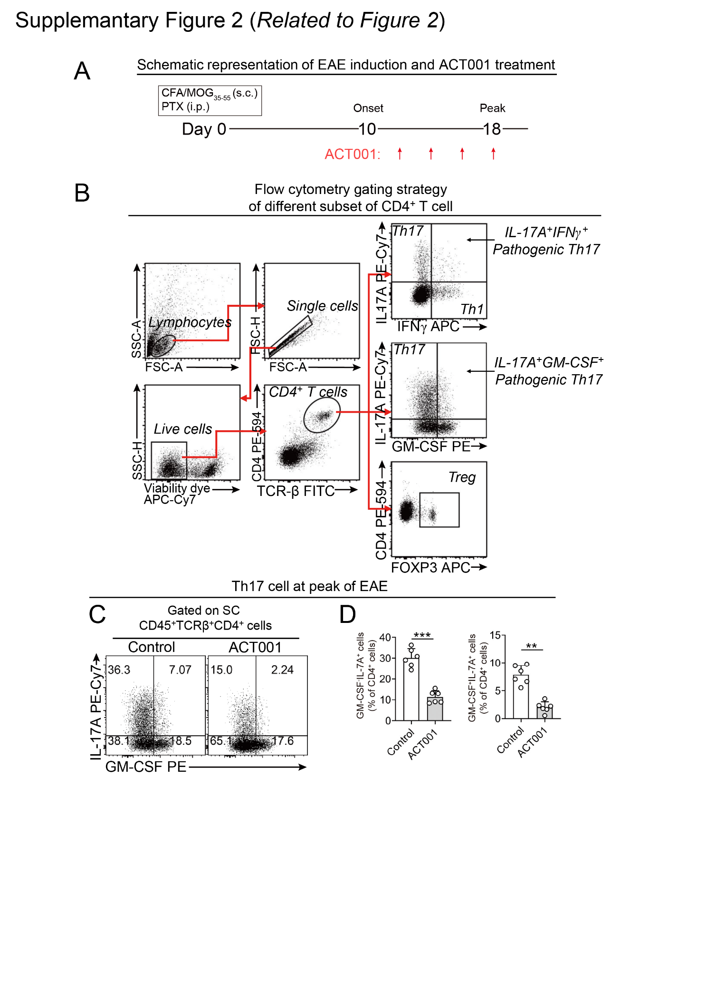 Supplemantary Figure 2 (Related to Figure 2)
A
Schematic representation of EAE induction and ACT001 treatment
CFA/MOG35-55 (s.c.)
PTX (i.p.)
Onset
Peak
Day 0
10
18
ACT001:
B
Flow cytometry gating strategy
of different subset of CD4+ T cell
SSC-A
Lymphocytes
FSC-A
FSC-H
Single cells
FSC-A
SSC-H
Live cells
Viability dye
APC-Cy7
CD4 PE-594
CD4+ T cells
TCR-β FITC
IL-17A PE-Cy7
Th17
Th1
IFNγ APC
IL-17A+IFNγ+
Pathogenic Th17
IL-17A PE-Cy7
Th17
GM-CSF PE
IL-17A+GM-CSF+
Pathogenic Th17
CD4 PE-594
Treg
FOXP3 APC
Th17 cell at peak of EAE
C
Gated on SC
CD45+TCRβ+CD4+ cells
Control
ACT001
IL-17A PE-Cy7
36.3
7.07
38.1
18.5
15.0
2.24
65.1
17.6
GM-CSF PE
D
GM-CSF-IL-7A+ cells
(% of CD4+ cells)
40
30
20
10
0
***
Control
ACT001
GM-CSF+IL-7A+ cells
(% of CD4+ cells)
15
10
5
0
**
Control
ACT001